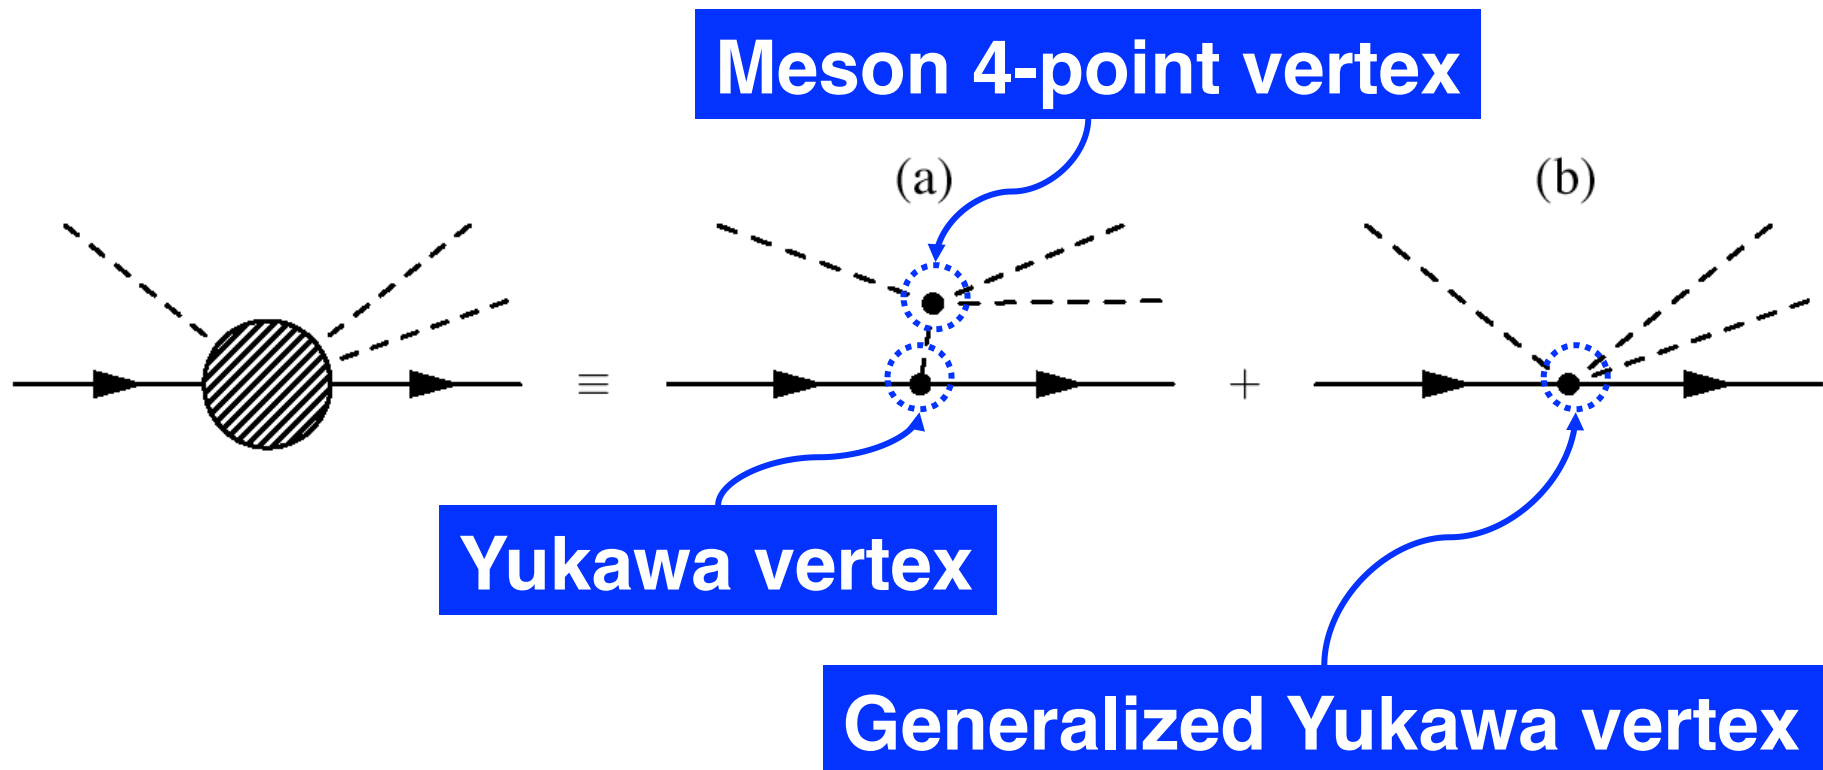 Meson 4-point vertex
(a)
(b)
≡
+
Yukawa vertex
Generalized Yukawa vertex